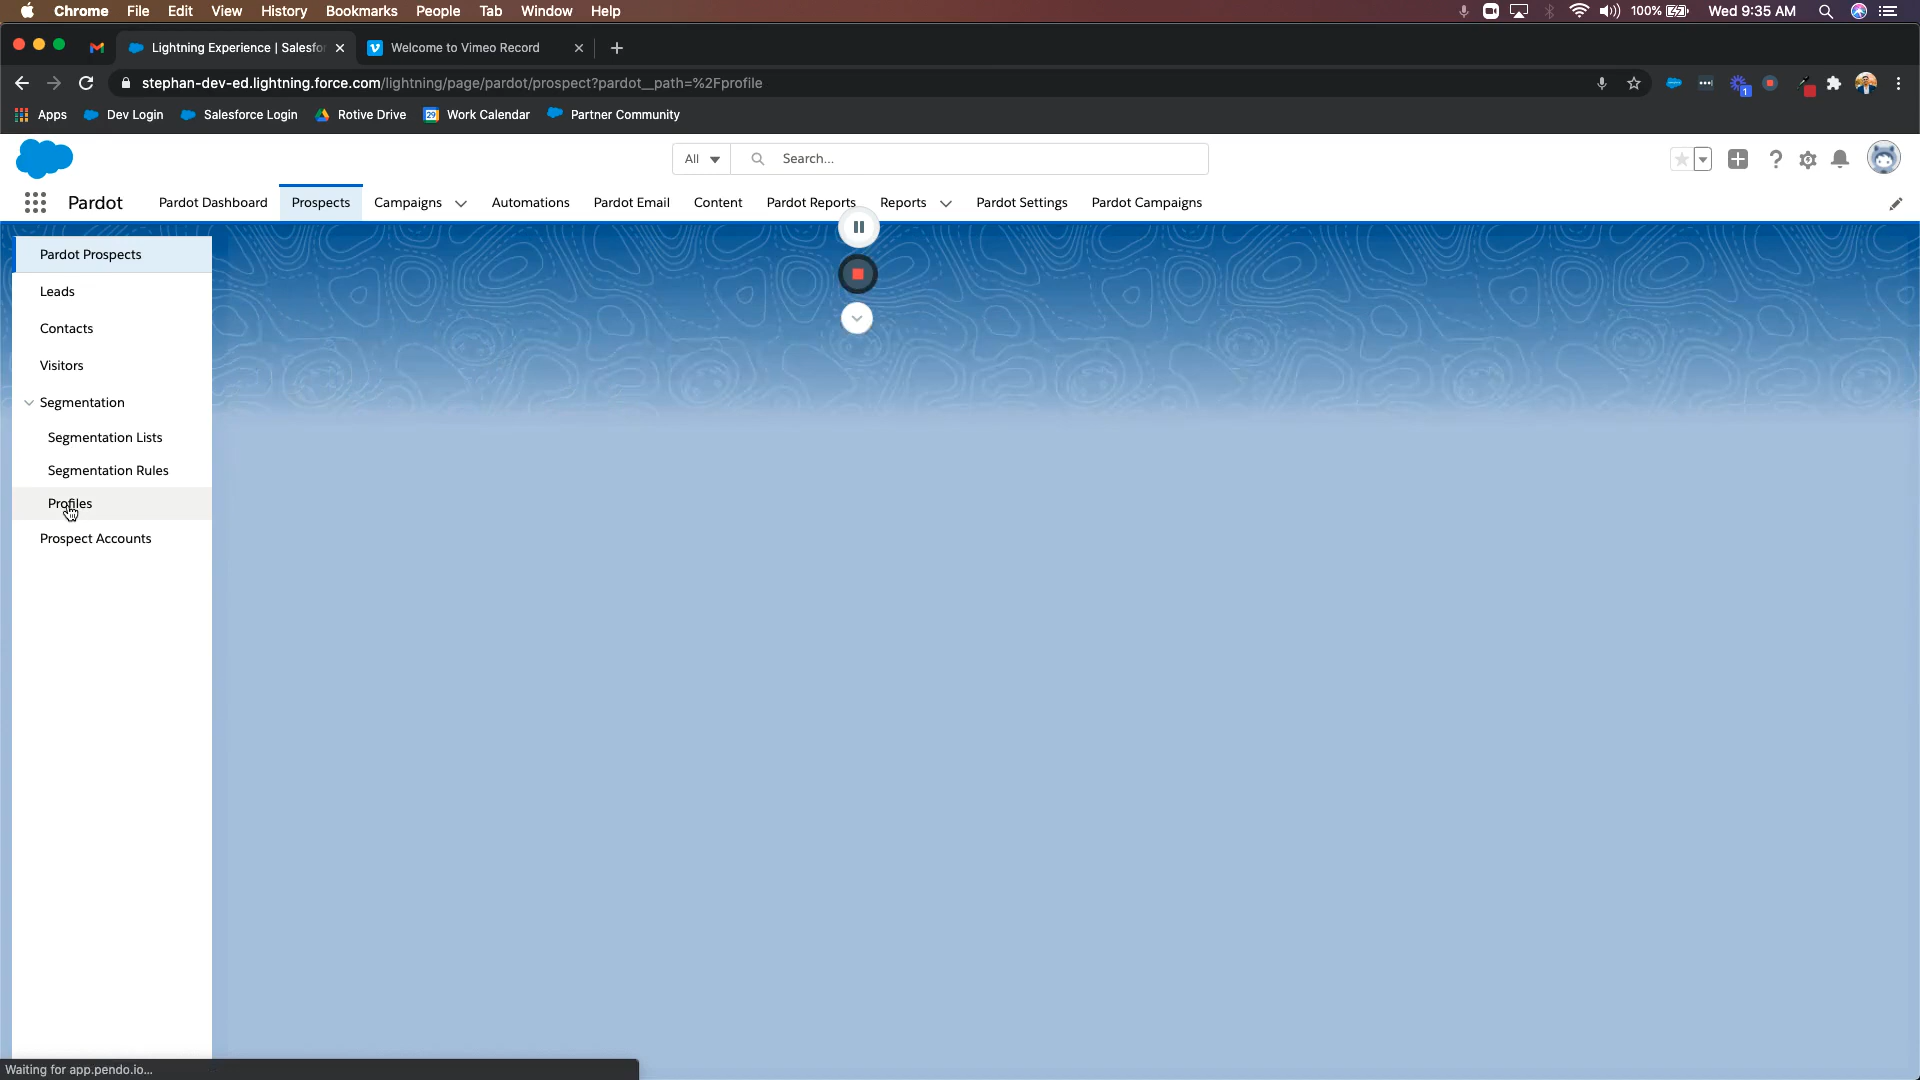 Chrome File Edit View History Bookmarks People Tab Window Help 100% Wed 9:35 AM
Lightning Experience | Salesfo Welcome to Vimeo Record
stephan-dev-ed.lightning.force.com/lightning/page/pardot/prospect?pardot__path=%2Fprofile
1
Apps Dev Login Salesforce Login Rotive Drive 29 Work Calendar Partner Community
All Search...
Pardot Pardot Dashboard Prospects Campaigns Automations Pardot Email Content Pardot Reports Reports Pardot Settings Pardot Campaigns
Pardot Prospects
Leads
Contacts
Visitors
Segmentation
Segmentation Lists
Segmentation Rules
Profiles
Prospect Accounts
Waiting for app.pendo.io...